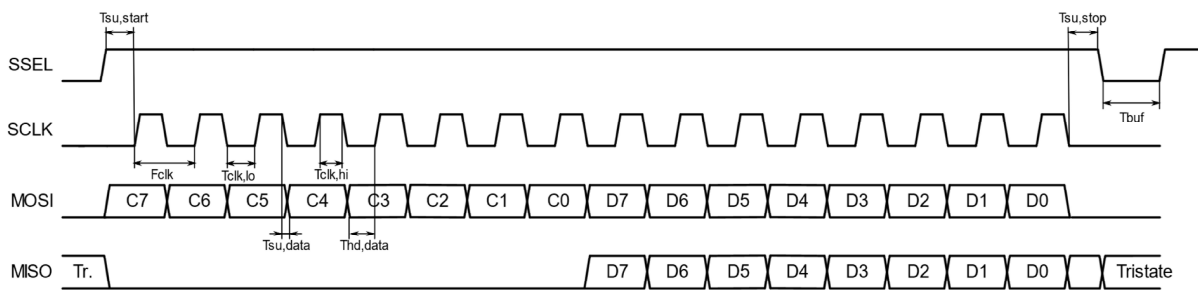 Tsu,start
Tsu,stop
SSEL
SCLK
Tbuf
Fclk
Tclk,lo
Tclk,hi
MOSI C7 C6 C5 C4 C3 C2 C1 C0 D7 D6 D5 D4 D3 D2 D1 D0
Tsu,data
Thd,data
MISO Tr. D7 D6 D5 D4 D3 D2 D1 D0 Tristate